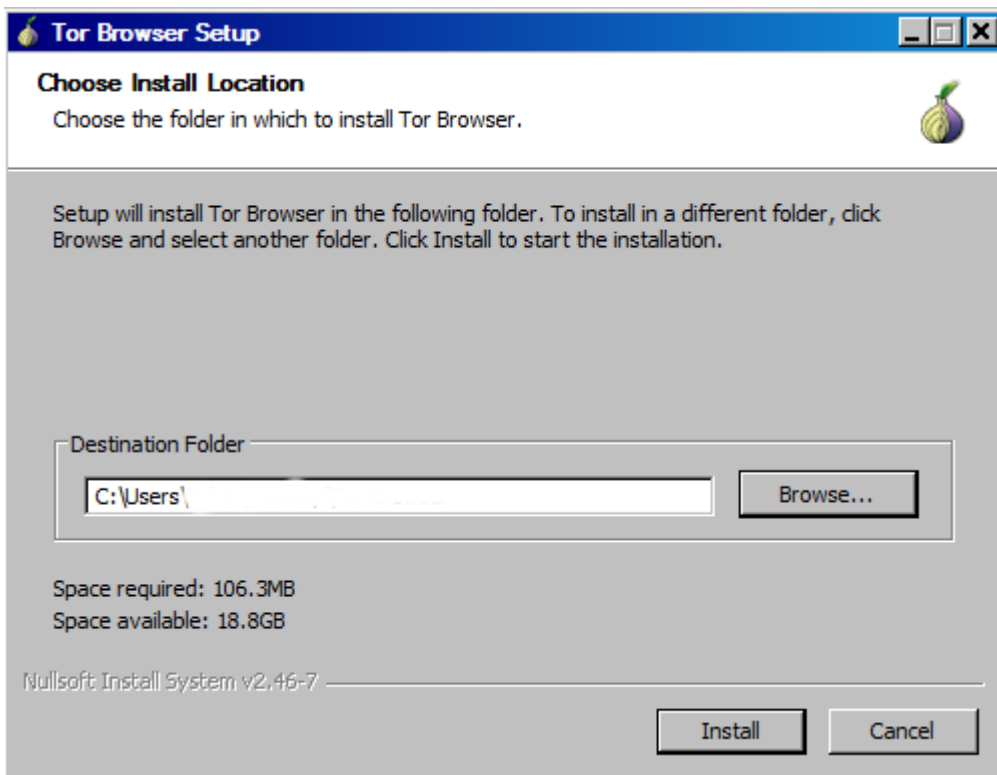 Tor Browser Setup
Choose Install Location
Choose the folder in which to install Tor Browser.
Setup will install Tor Browser in the following folder. To install in a different folder, click
Browse and select another folder. Click Install to start the installation.
Destination Folder
C:\Users\
Browse...
Space required: 106.3MB
Space available: 18.8GB
Nullsoft Install System v2.46-7
Install
Cancel